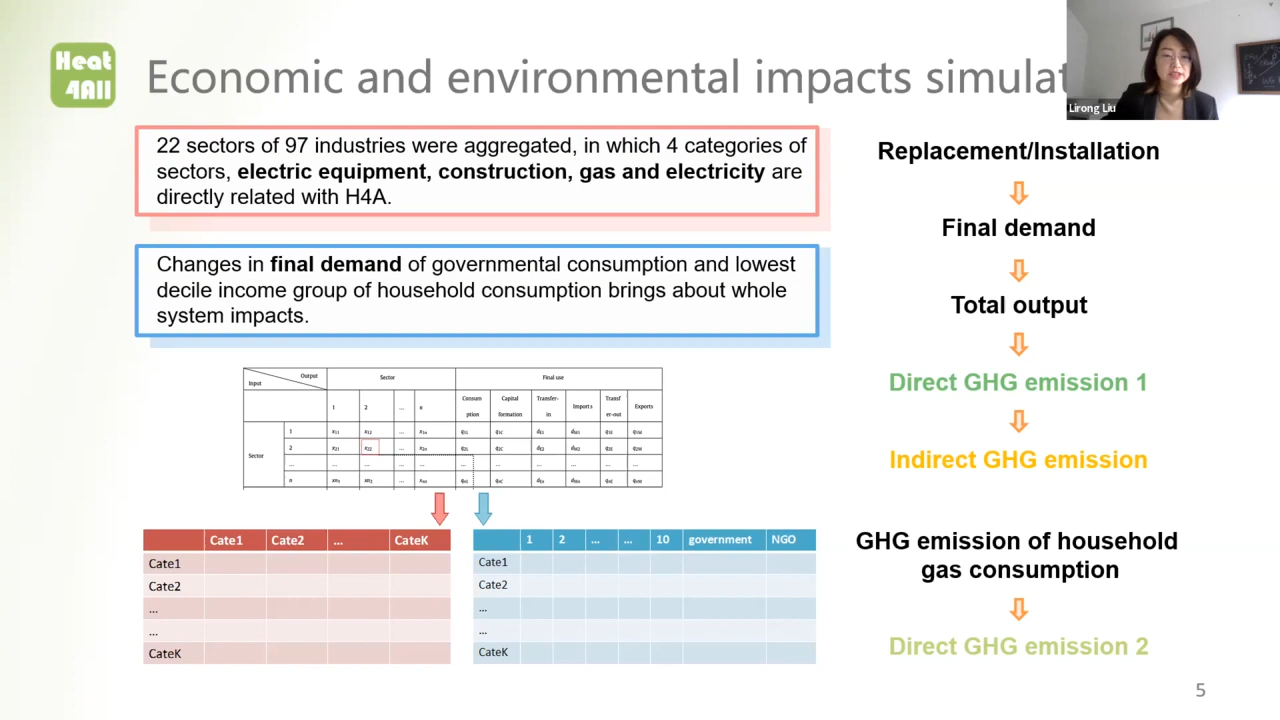 Heat
4All
Economic and environmental impacts simulat
Lirong Liu
22 sectors of 97 industries were aggregated, in which 4 categories of
sectors, electric equipment, construction, gas and electricity are
directly related with H4A.
Changes in final demand of governmental consumption and lowest
decile income group of household consumption brings about whole
system impacts.
Output
Input
Sector
Final use
1
2
...
n
Consum
ption
Capital
formation
Transfer-
in
Imports
Transf
er-out
Exports
Sector
1
2
...
n
... ... ... ... ... ... ... ... ... ...
Cate1 Cate2 ... CateK
Cate1
Cate2
...
...
CateK
1 2 ... ... 10 government NGO
Cate1
Cate2
...
...
CateK
Replacement/Installation
Final demand
Total output
Direct GHG emission 1
Indirect GHG emission
GHG emission of household
gas consumption
Direct GHG emission 2
5